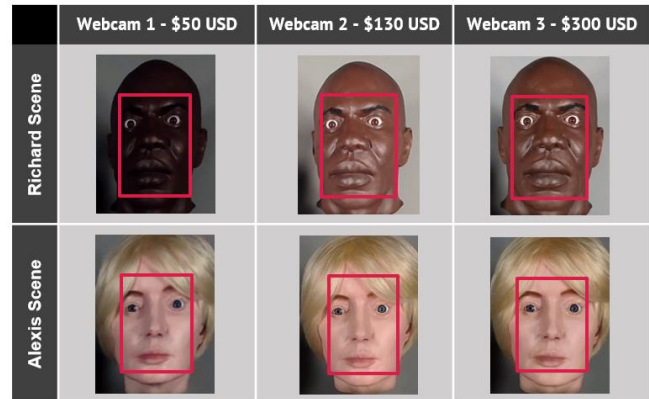 Webcam 1 - $50 USD
Webcam 2 - $130 USD
Webcam 3 - $300 USD
Richard Scene
Alexis Scene